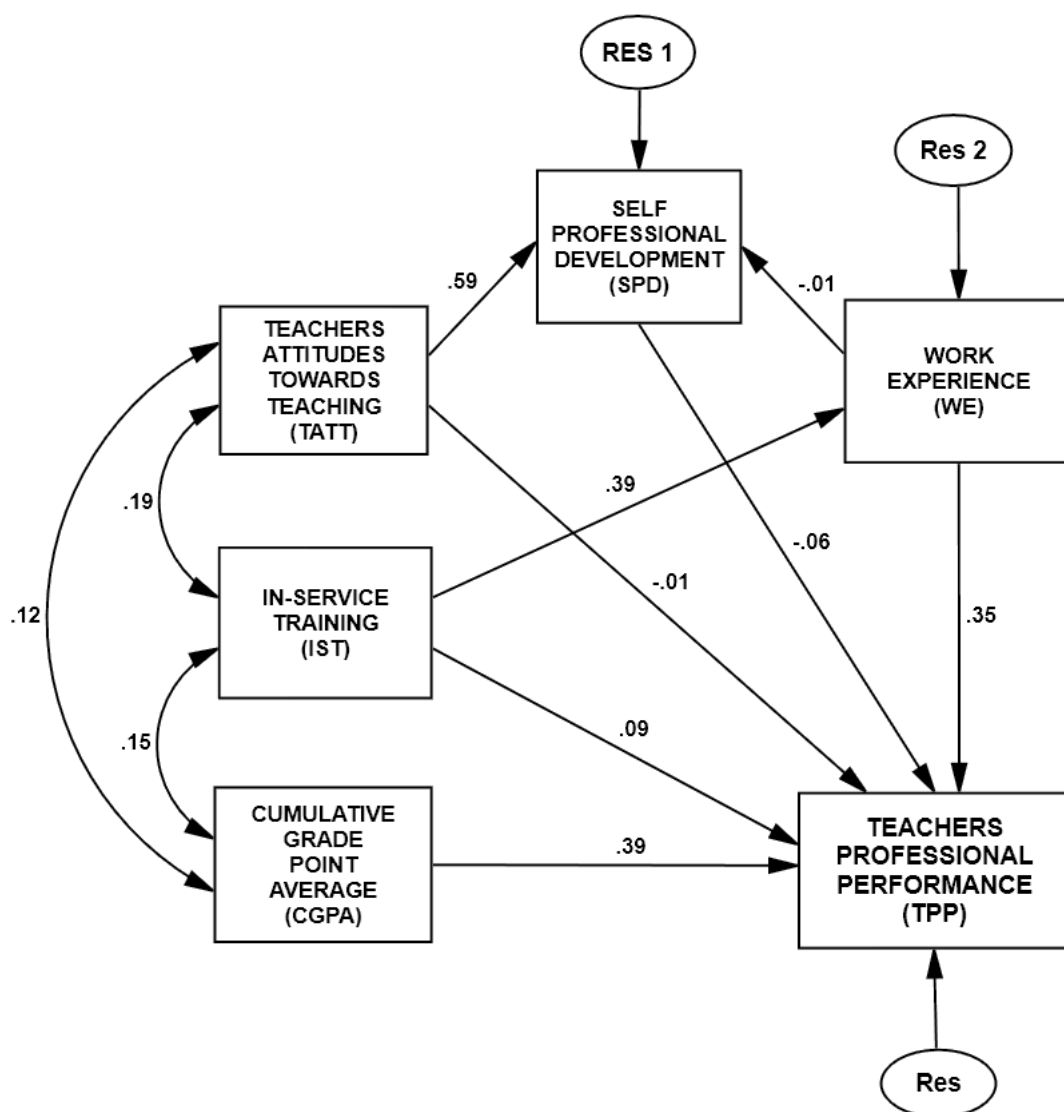 RES 1
Res 2
SELF
PROFESSIONAL
DEVELOPMENT
(SPD)
.59
-.01
TEACHERS
ATTITUDES
TOWARDS
TEACHING
(TATT)
WORK
EXPERIENCE
(WE)
.19
.39
-.06
IN-SERVICE
TRAINING
(IST)
-.01
.12
.35
.15
.09
CUMULATIVE
GRADE
POINT
AVERAGE
(CGPA)
.39
TEACHERS
PROFESSIONAL
PERFORMANCE
(TPP)
Res